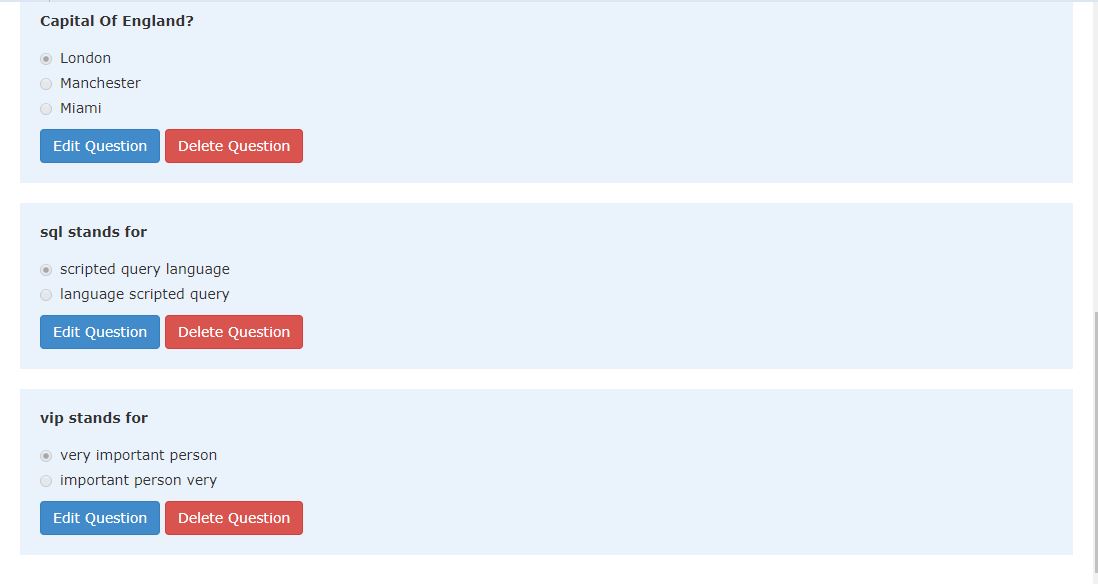 Capital Of England?
London
Manchester
Miami
Edit Question Delete Question
sql stands for
scripted query language
language scripted query
Edit Question Delete Question
vip stands for
very important person
important person very
Edit Question Delete Question